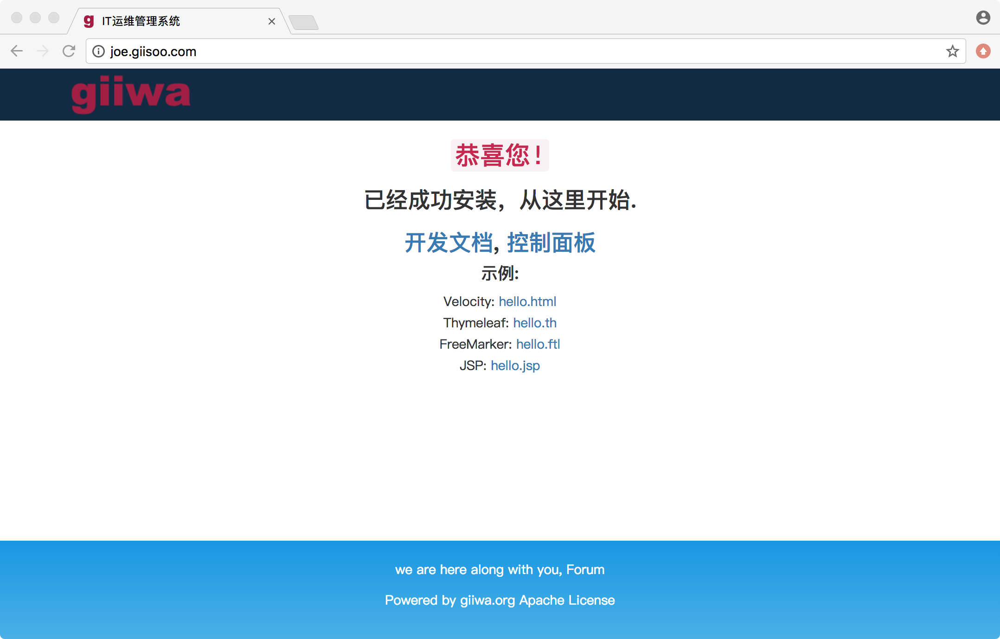 IT运维管理系统
joe.giisoo.com
giiwa
恭喜您！
已经成功安装，从这里开始.
开发文档, 控制面板
示例:
Velocity: hello.html
Thymeleaf: hello.th
FreeMarker: hello.ftl
JSP: hello.jsp
we are here along with you, Forum
Powered by giiwa.org Apache License